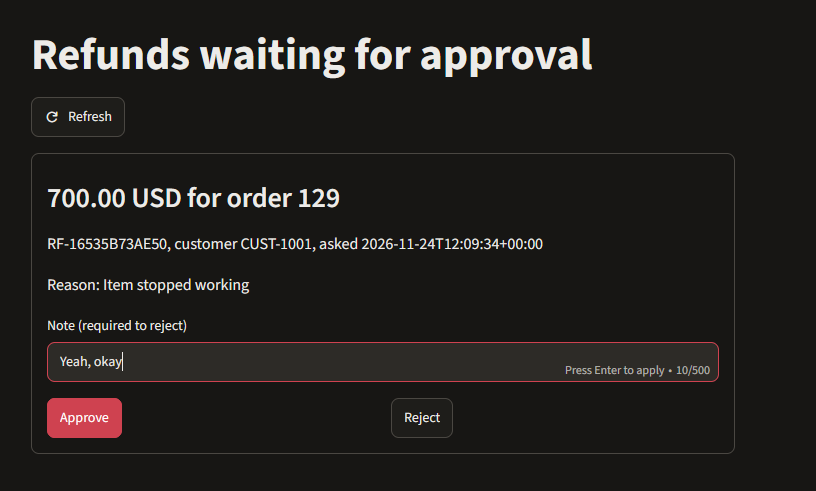 Refunds waiting for approval
Refresh
700.00 USD for order 129
RF-16535B73AE50, customer CUST-1001, asked 2026-11-24T12:09:34+00:00
Reason: Item stopped working
Note (required to reject)
Yeah, okay
Press Enter to apply • 10/500
Approve
Reject